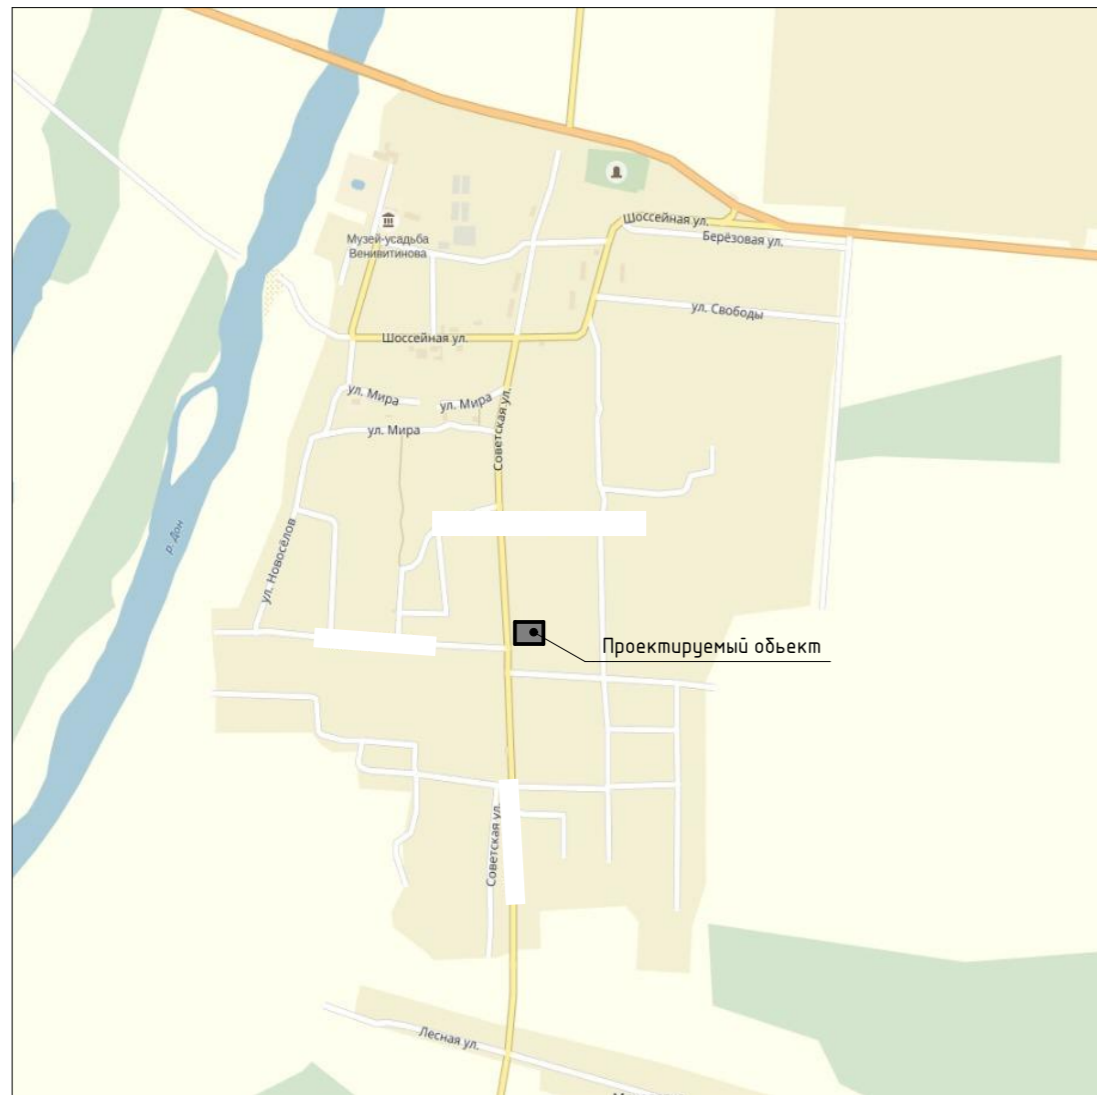 Шоссейная ул.
Берёзовая ул.
Музей-усадьба
Венивитинова
ул. Свободы
Шоссейная ул.
ул. Мира
ул. Мира
ул. Мира
Советская ул.
р. Дон
ул. Новосёлов
Проектируемый объект
Советская ул.
Лесная ул.